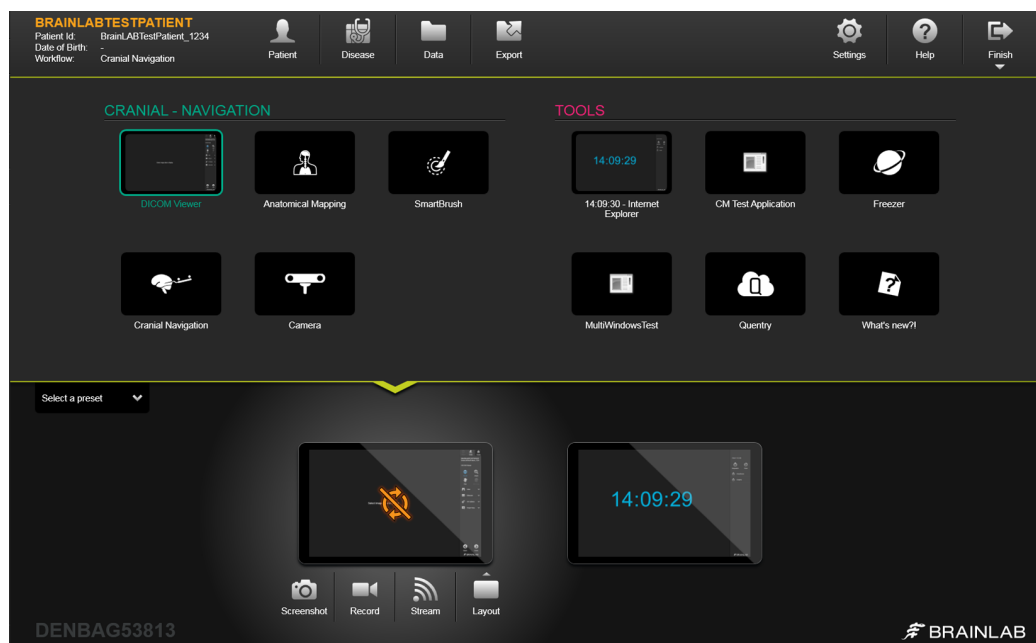 BRAINLABTESTPATIENT
Patient Id: BrainLABTestPatient_1234
Date of Birth: -
Workflow: Cranial Navigation
Patient
Disease
Data
Export
Settings
Help
Finish
CRANIAL - NAVIGATION
TOOLS
14:09:29
DICOM Viewer
Anatomical Mapping
SmartBrush
14:09:30 - Internet
Explorer
CM Test Application
Freezer
Cranial Navigation
Camera
MultiWindowsTest
Quentry
What's new?!
Select a preset
14:09:29
Screenshot
Record
Stream
Layout
DENBAG53813
BRAINLAB